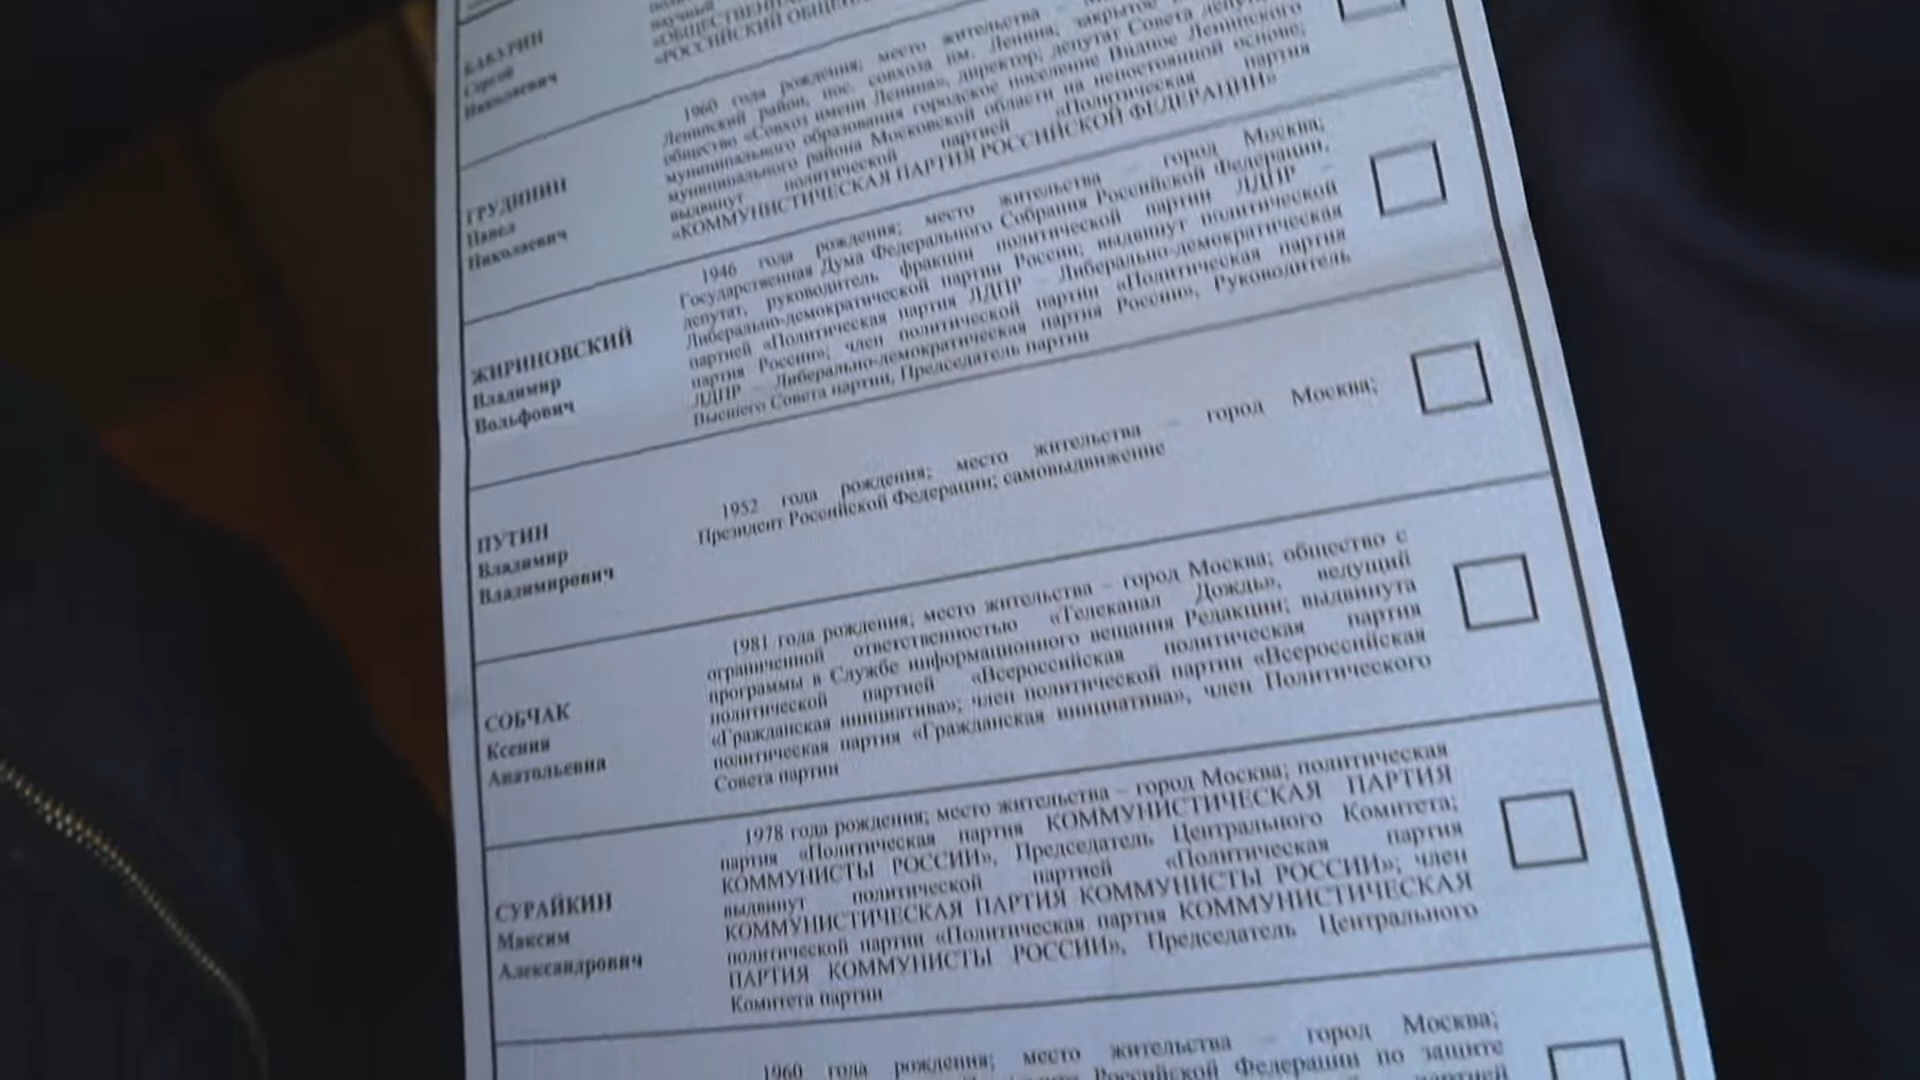 БАБУРИН
Сергей
Николаевич
научный
«РОССИЙСКИЙ
ГРУДИНИН
Павел
Николаевич
1960 года рождения; место жительства –
Ленинский район, пос. совхоза им. Ленина; закрытое
общество «Совхоз имени Ленина», директор; депутат Совета
муниципального образования городское поселение Видное Ленинского
муниципального района Московской области на непостоянной основе;
выдвинут политической партией «Политическая партия
«КОММУНИСТИЧЕСКАЯ ПАРТИЯ РОССИЙСКОЙ ФЕДЕРАЦИИ»
ЖИРИНОВСКИЙ
Владимир
Вольфович
1946 года рождения; место жительства – город Москва;
Государственная Дума Федерального Собрания Российской Федерации,
депутат, руководитель фракции политической партии ЛДПР –
Либерально-демократической партии России; выдвинут политической
партией «Политическая партия ЛДПР – Либерально-демократическая
партия России»; член политической партии «Политическая партия
ЛДПР – Либерально-демократическая партия России», Руководитель
Высшего Совета партии, Председатель партии
ПУТИН
Владимир
Владимирович
1952 года рождения; место жительства – город Москва;
Президент Российской Федерации; самовыдвижение
СОБЧАК
Ксения
Анатольевна
1981 года рождения; место жительства – город Москва; общество с
ограниченной ответственностью «Телеканал Дождь», ведущий
программы в Службе информационного вещания Редакции; выдвинута
политической партией «Всероссийская политическая партия
«Гражданская инициатива»; член политической партии «Всероссийская
политическая партия «Гражданская инициатива», член Политического
Совета партии
СУРАЙКИН
Максим
Александрович
1978 года рождения; место жительства – город Москва; политическая
партия «Политическая партия КОММУНИСТИЧЕСКАЯ ПАРТИЯ
КОММУНИСТЫ РОССИИ», Председатель Центрального Комитета;
выдвинут политической партией «Политическая партия
КОММУНИСТИЧЕСКАЯ ПАРТИЯ КОММУНИСТЫ РОССИИ»; член
политической партии «Политическая партия КОММУНИСТИЧЕСКАЯ
ПАРТИЯ КОММУНИСТЫ РОССИИ», Председатель Центрального
Комитета партии
1960 года рождения; место жительства – город Москва;
Российской Федерации по защите
партией